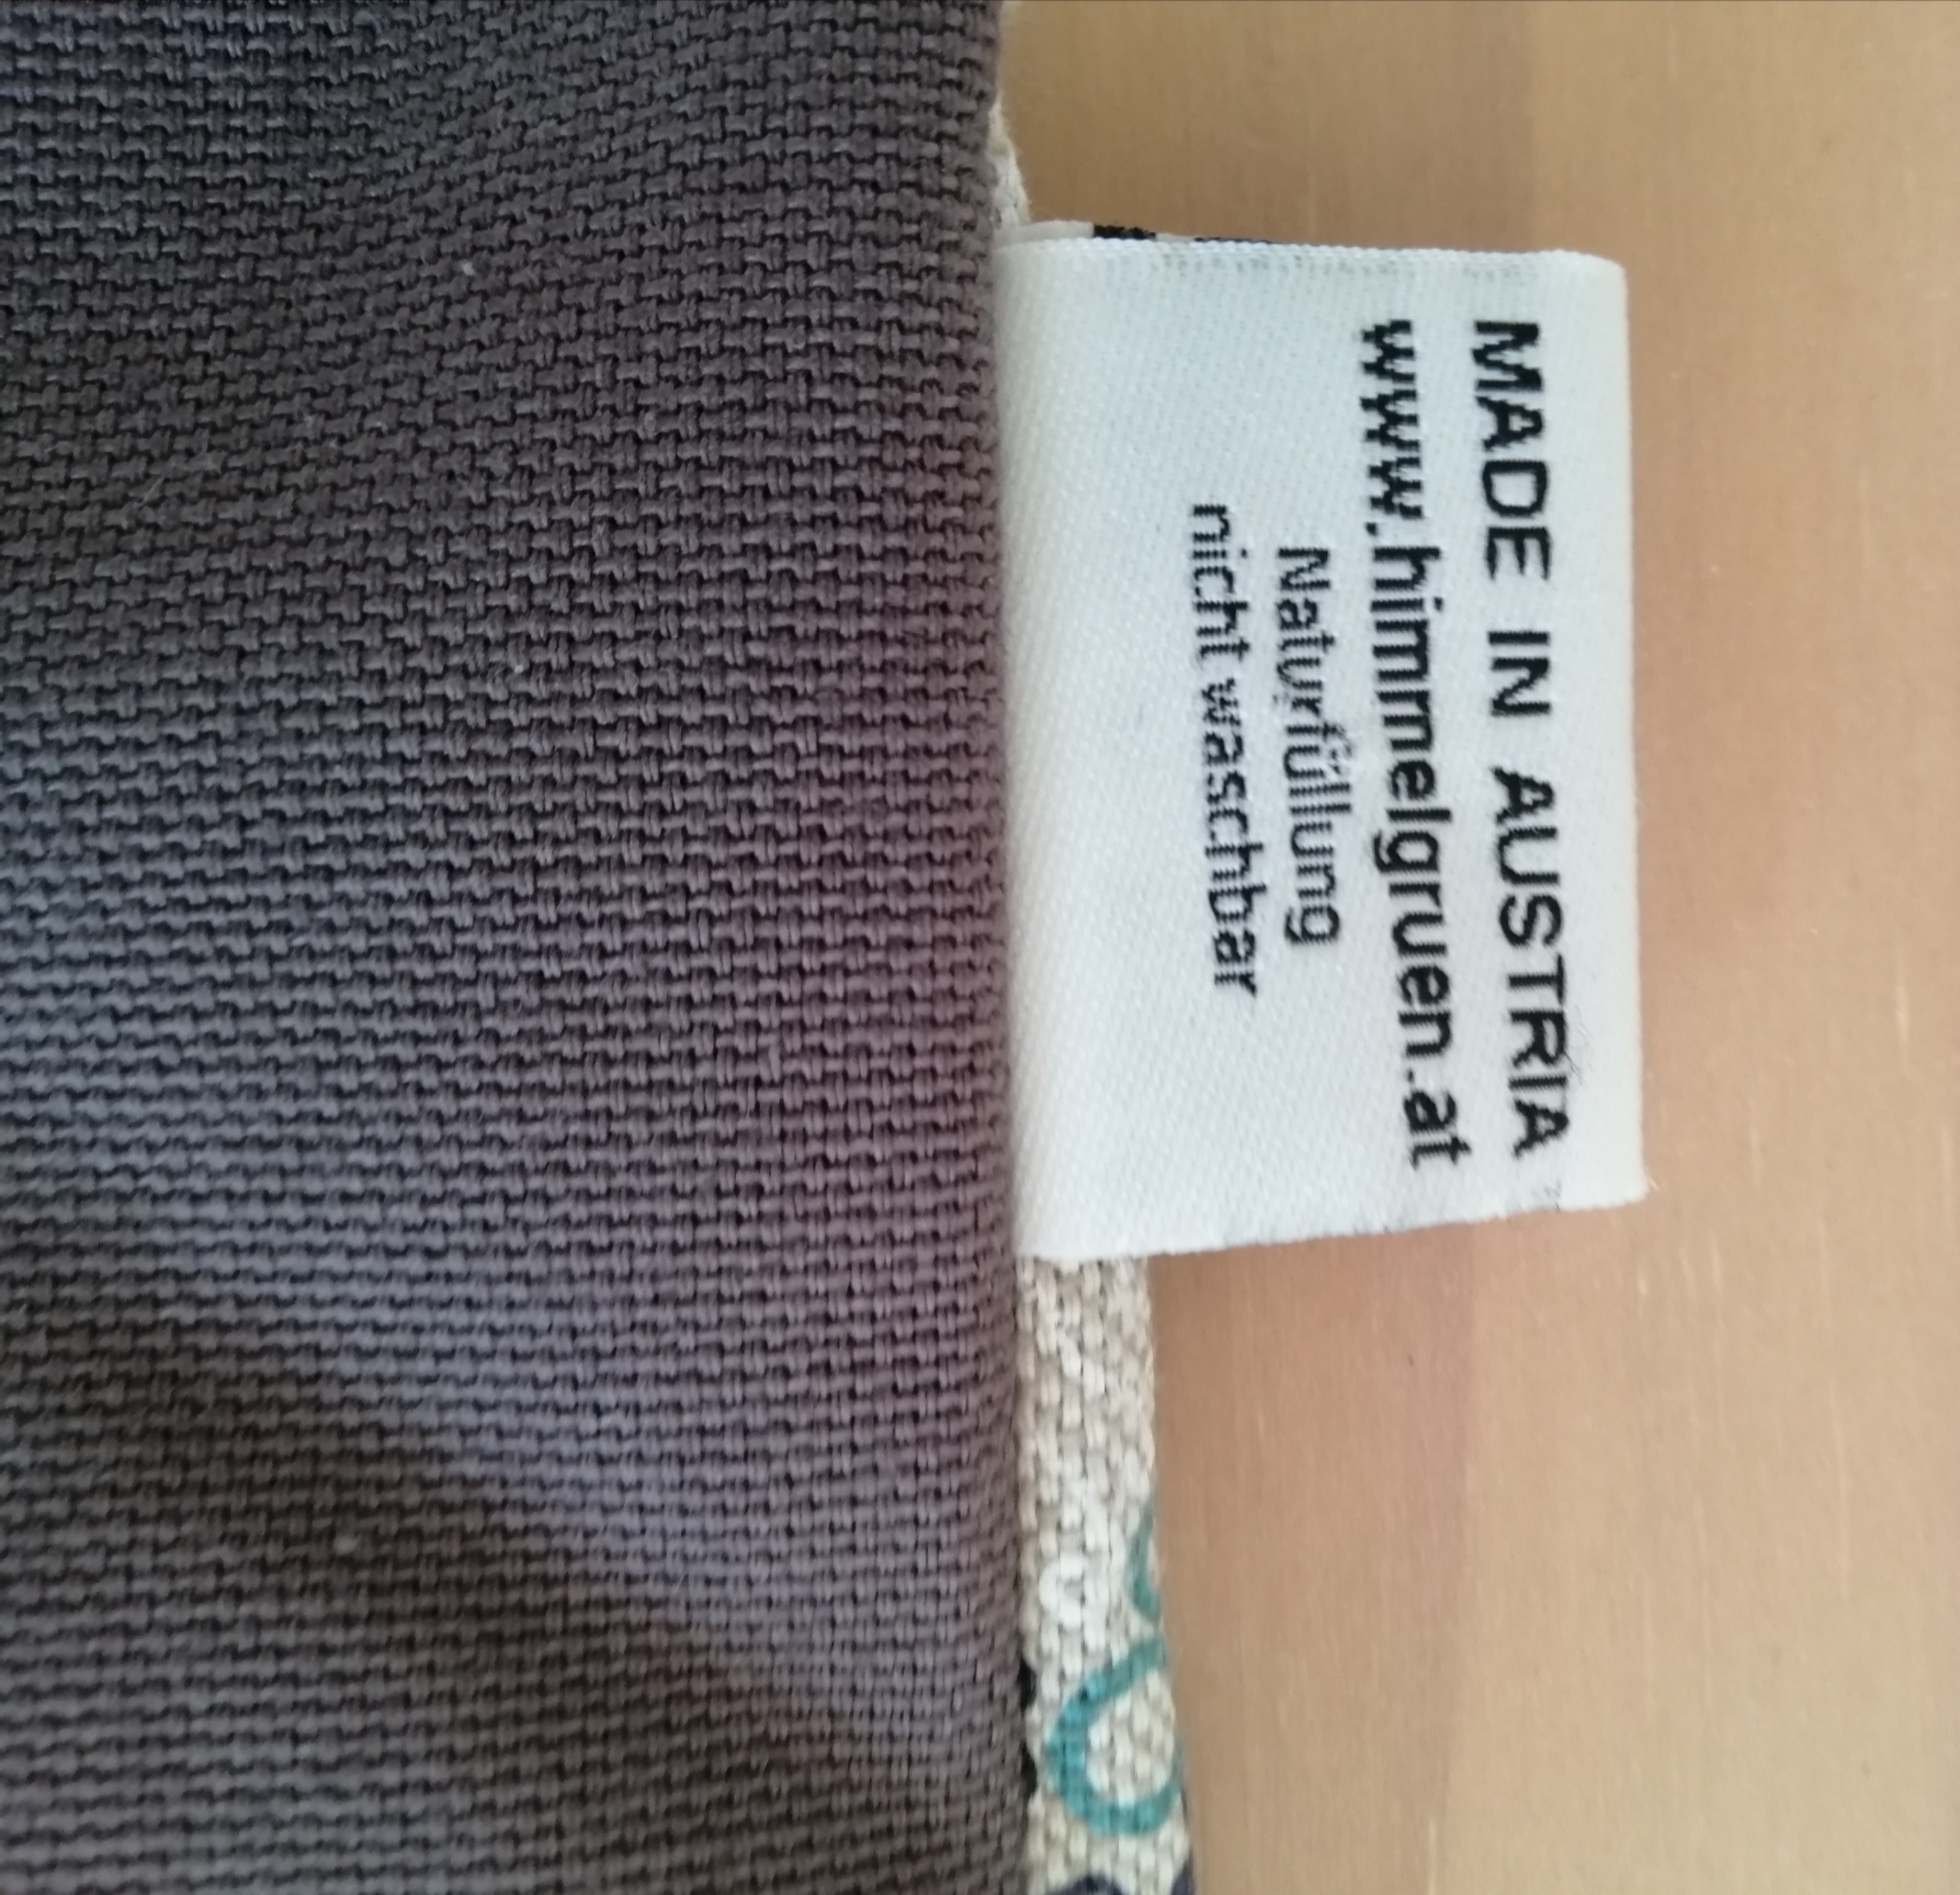 MADE IN AUSTRIA
www.himmelgruen.at
Naturfüllung
nicht waschbar